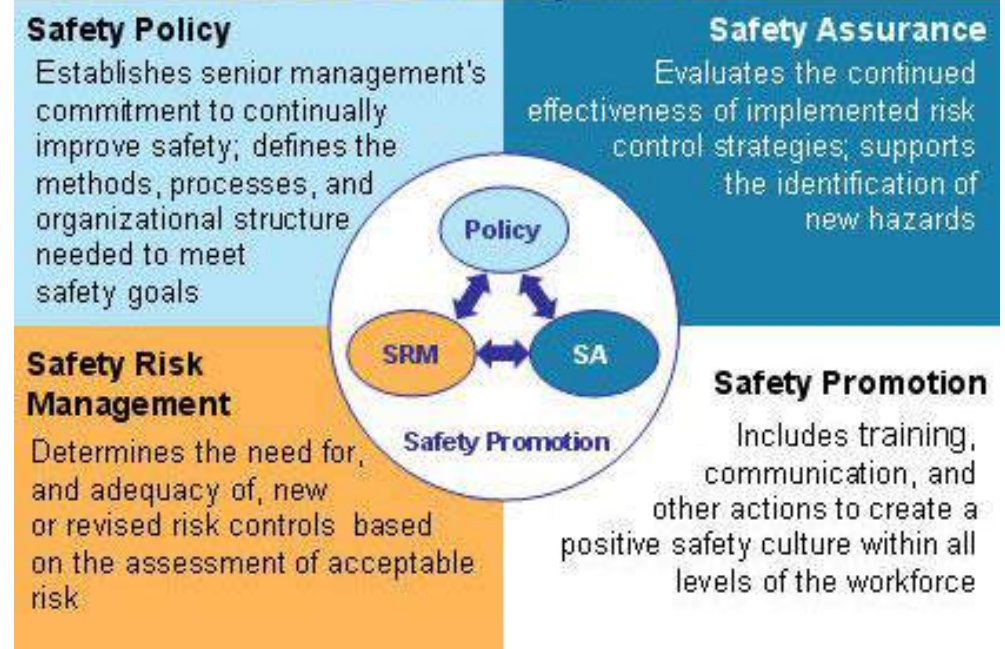 Safety Policy
Establishes senior management's
commitment to continually
improve safety; defines the
methods, processes, and
organizational structure
needed to meet
safety goals
Safety Assurance
Evaluates the continued
effectiveness of implemented risk
control strategies; supports
the identification of
new hazards
Policy
SRM
SA
Safety Promotion
Safety Risk
Management
Determines the need for,
and adequacy of, new
or revised risk controls based
on the assessment of acceptable
risk
Safety Promotion
Includes training,
communication, and
other actions to create a
positive safety culture within all
levels of the workforce